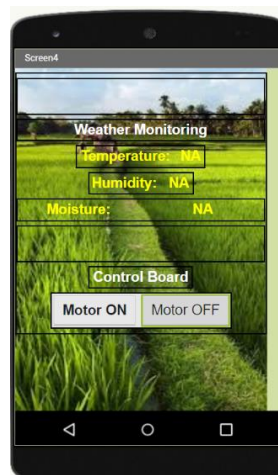 Screen4
Weather Monitoring
Temperature: NA
Humidity: NA
Moisture: NA
Control Board
Motor ON Motor OFF